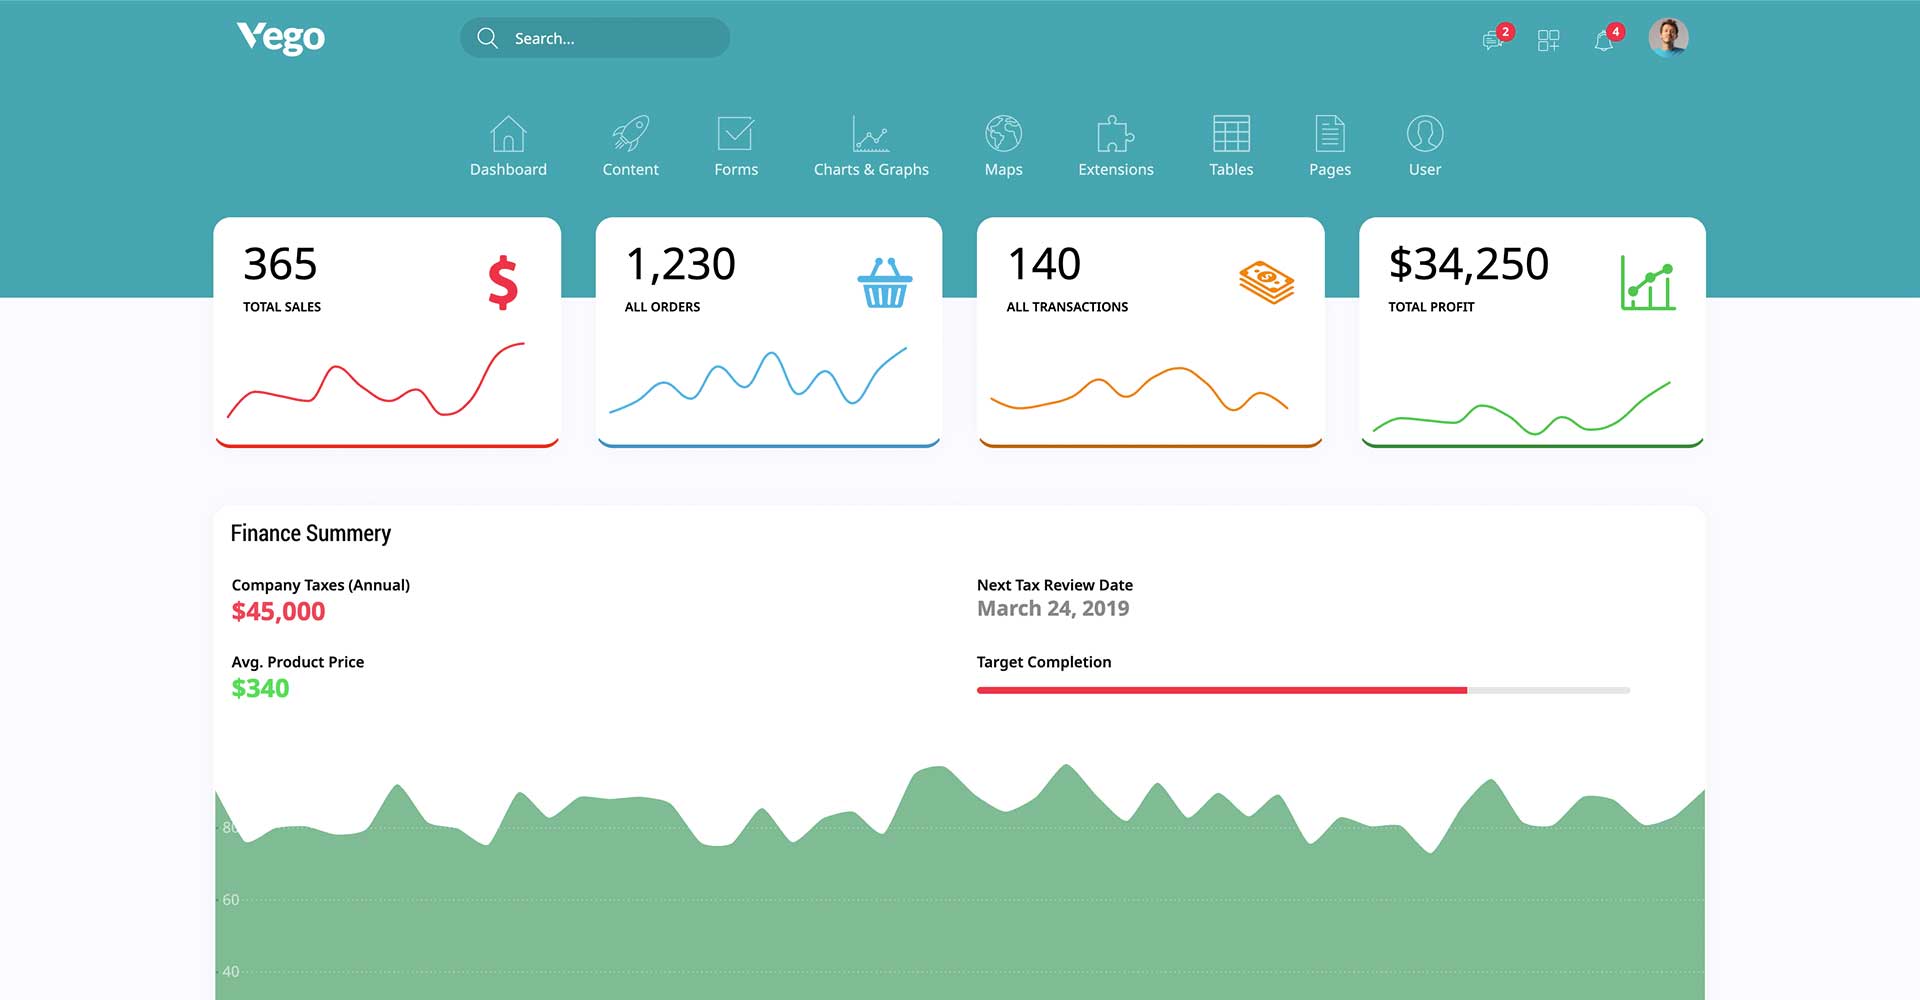 Vego
Search...
2
4
Dashboard
Content
Forms
Charts & Graphs
Maps
Extensions
Tables
Pages
User
365
TOTAL SALES
1,230
ALL ORDERS
140
ALL TRANSACTIONS
$34,250
TOTAL PROFIT
Finance Summery
Company Taxes (Annual)
$45,000
Next Tax Review Date
March 24, 2019
Avg. Product Price
$340
Target Completion
80
60
40